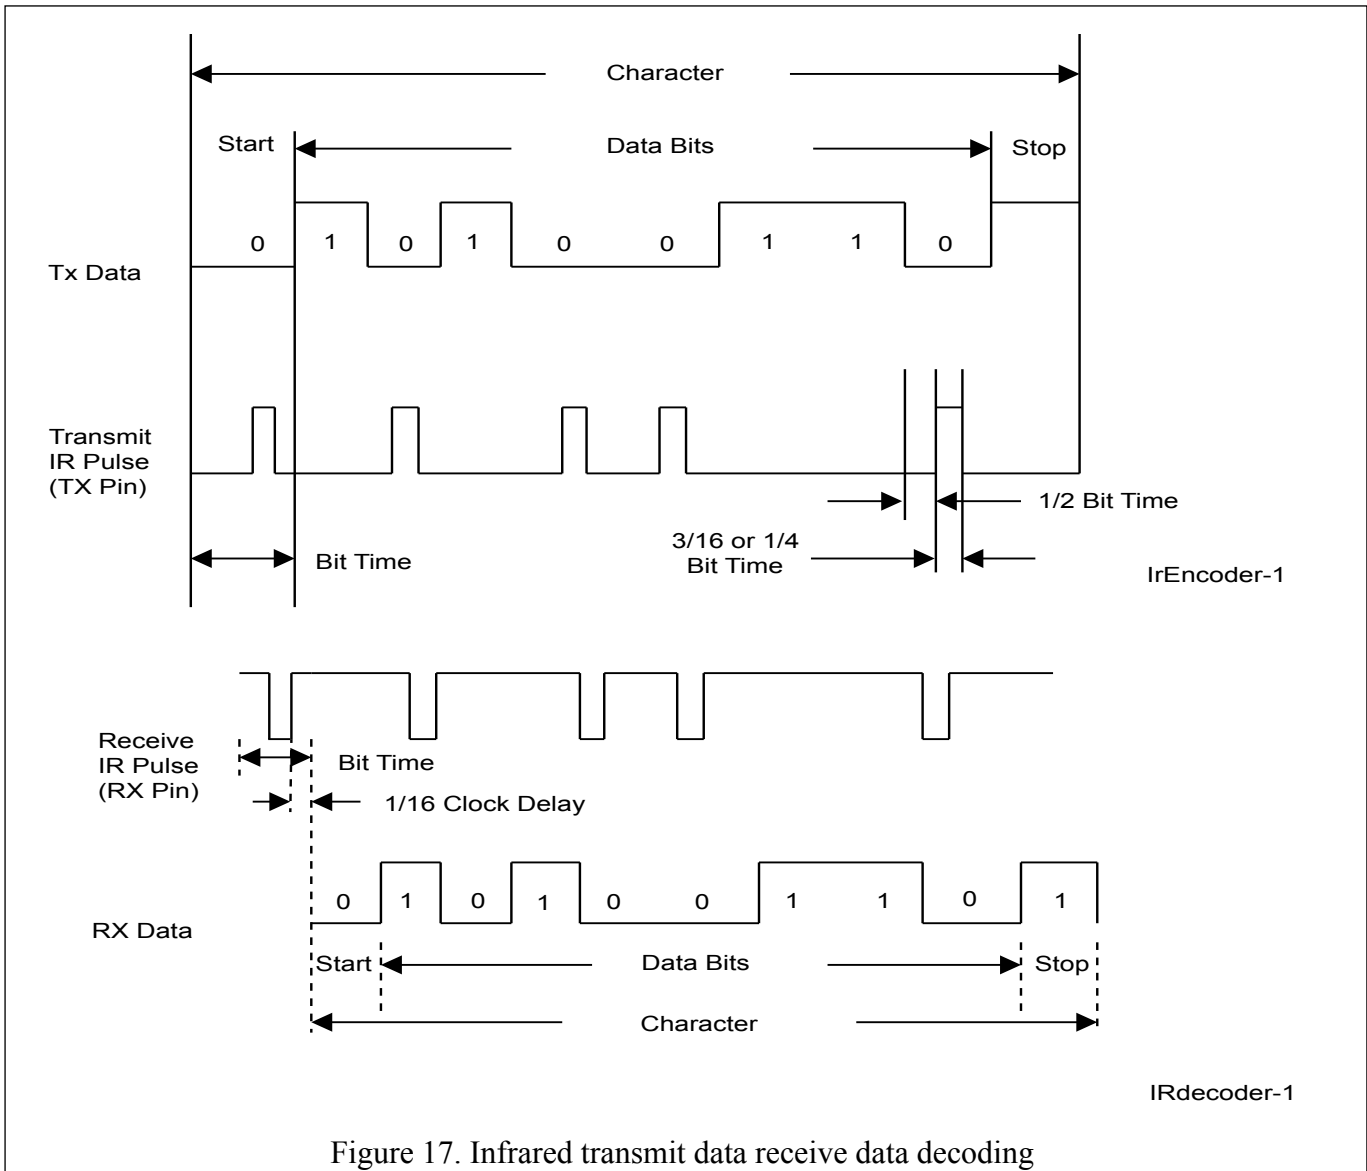 Character
Start
Data Bits
Stop
0 1 0 1 0 0 1 1 0
Tx Data
Transmit
IR Pulse
(TX Pin)
1/2 Bit Time
3/16 or 1/4
Bit Time
Bit Time
IrEncoder-1
Receive
IR Pulse
(RX Pin)
Bit Time
1/16 Clock Delay
0 1 0 1 0 0 1 1 0 1
RX Data
Start
Data Bits
Stop
Character
IRdecoder-1
Figure 17. Infrared transmit data receive data decoding